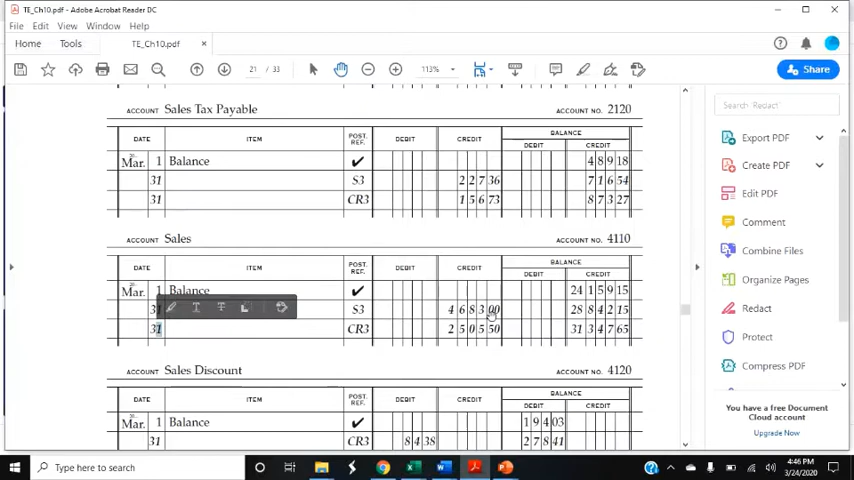 TE_Ch10.pdf - Adobe Acrobat Reader DC
File Edit View Window Help
Home Tools TE_Ch10.pdf ×
21 / 33 113% Share
Search 'Redact'
Export PDF
Create PDF
Edit PDF
Comment
Combine Files
Organize Pages
Redact
Protect
Compress PDF
You have a free Document
Cloud account
Upgrade Now
ACCOUNT Sales Tax Payable ACCOUNT NO. 2120
DATE ITEM POST. REF. DEBIT CREDIT BALANCE DEBIT CREDIT
Mar. 1 Balance ✔ 4 8 9 18
31 S3 2 2 7 36 7 1 6 54
31 CR3 1 5 6 73 8 7 3 27
ACCOUNT Sales ACCOUNT NO. 4110
DATE ITEM POST. REF. DEBIT CREDIT BALANCE DEBIT CREDIT
Mar. 1 Balance ✔ 24 1 5 9 15
31 S3 4 6 8 3 00 28 8 4 2 15
31 CR3 2 5 0 5 50 31 3 4 7 65
ACCOUNT Sales Discount ACCOUNT NO. 4120
DATE ITEM POST. REF. DEBIT CREDIT BALANCE DEBIT CREDIT
Mar. 1 Balance ✔ 1 9 4 03
31 CR3 8 4 38 2 7 8 41
Type here to search
4:46 PM
3/24/2020